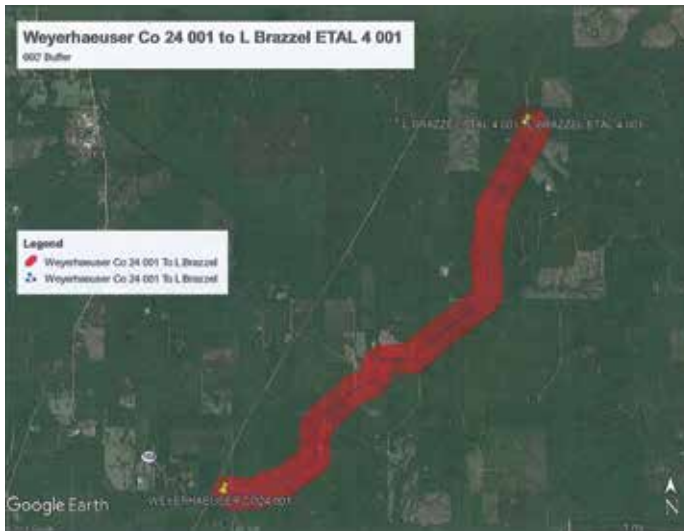 Weyerhaeuser Co 24 001 to L Brazzel ETAL 4 001
Buffer
L BRAZZEL ETAL 4 001
BRAZZEL ETAL 4 001
Legend
Weyerhaeuser Co 24 001 To L Brazzel
Weyerhaeuser Co 24 001 To L Brazzel
WEYERHAEUSER CO 24 001
Google Earth
N